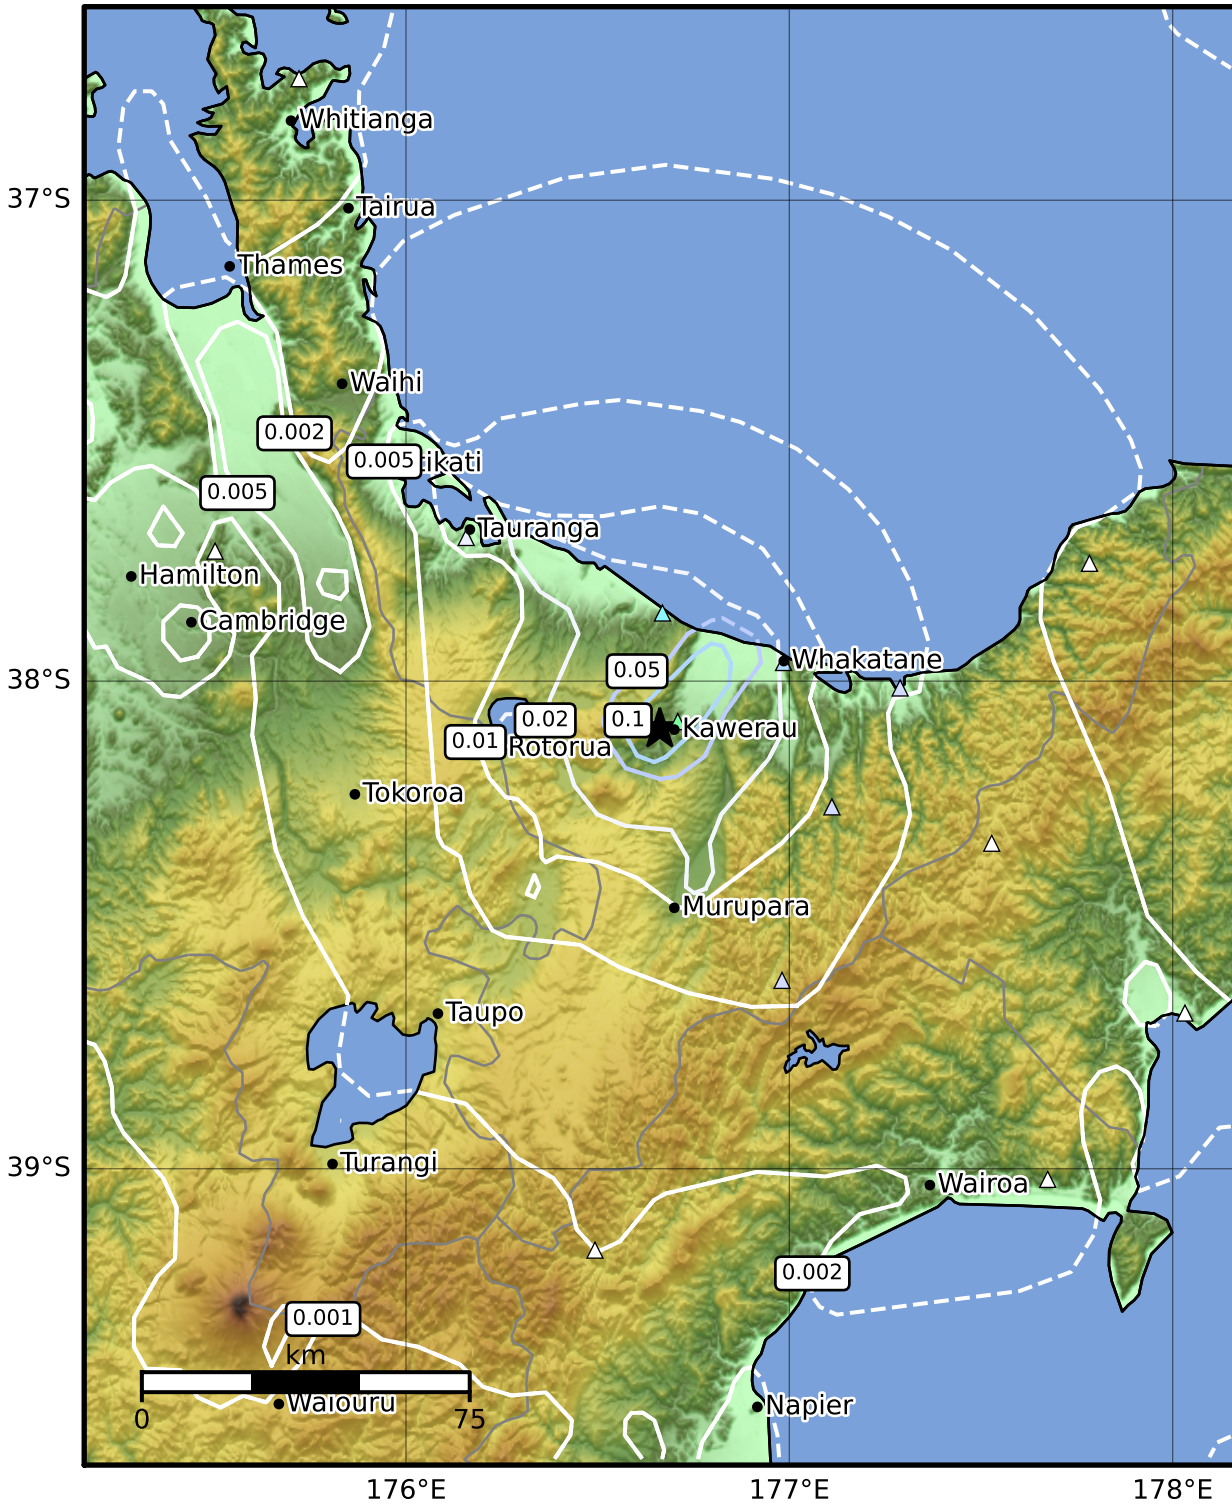 Whitianga
37°S
Tairua
Thames
Waihi
0.002
0.005
tikati
0.005
Tauranga
Hamilton
Cambridge
Whakatane
0.05
38°S
0.02
0.1
Kawerau
0.01
Rotorua
Tokoroa
Murupara
Taupo
Turangi
39°S
Wairoa
0.002
0.001
km
Waiouru
Napier
0
75
176°E
177°E
178°E